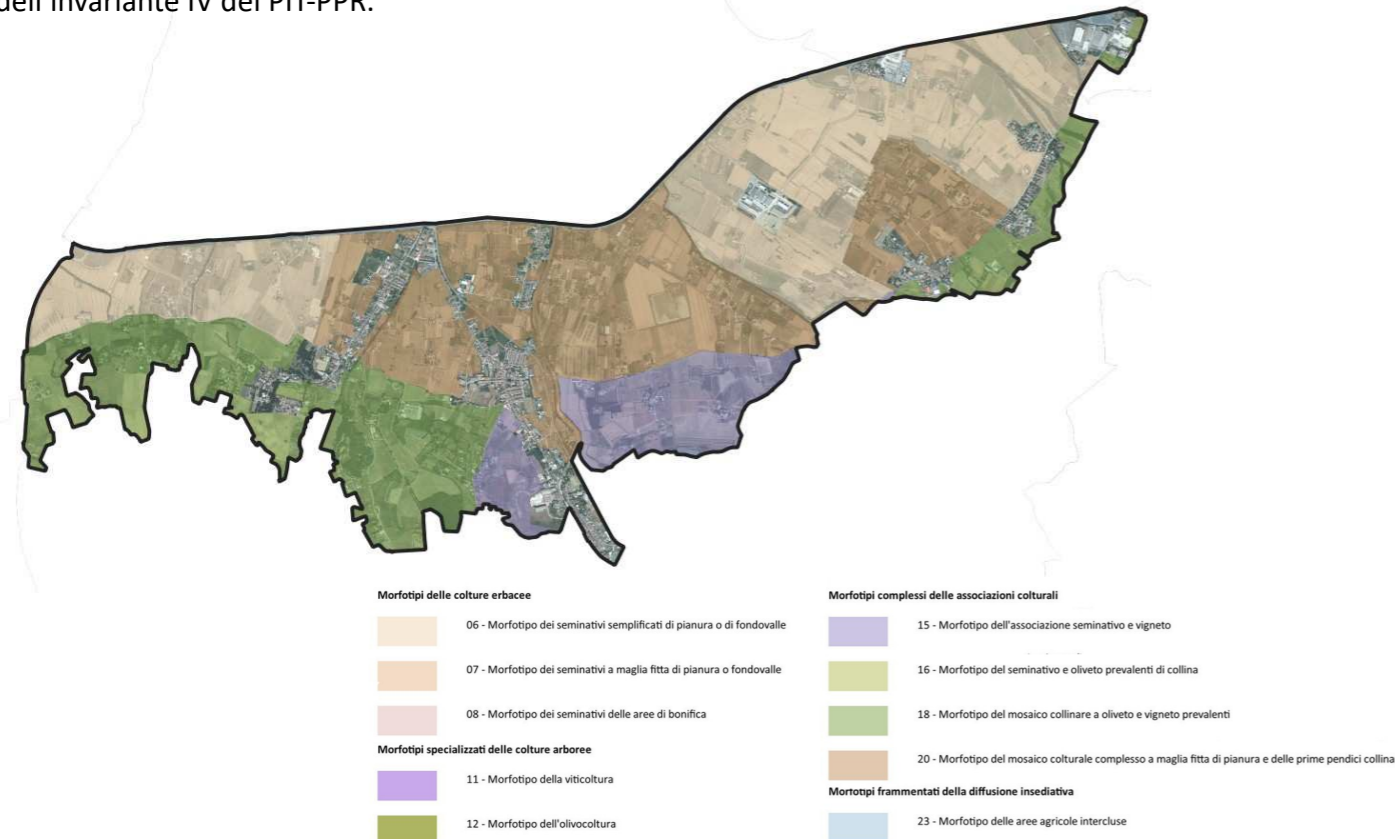 dell'invariante IV del PIT-PPR.
Morfotipi delle colture erbacee
06 - Morfotipo dei seminativi semplificati di pianura o di fondovalle
07 - Morfotipo dei seminativi a maglia fitta di pianura o fondovalle
08 - Morfotipo dei seminativi delle aree di bonifica
Morfotipi specializzati delle colture arboree
11 - Morfotipo della viticoltura
12 - Morfotipo dell'olivocoltura
Morfotipi complessi delle associazioni colturali
15 - Morfotipo dell'associazione seminativo e vigneto
16 - Morfotipo del seminativo e oliveto prevalenti di collina
18 - Morfotipo del mosaico collinare a oliveto e vigneto prevalenti
20 - Morfotipo del mosaico colturale complesso a maglia fitta di pianura e delle prime pendici collina
Morfotipi frammentati della diffusione insediativa
23 - Morfotipo delle aree agricole intercluse